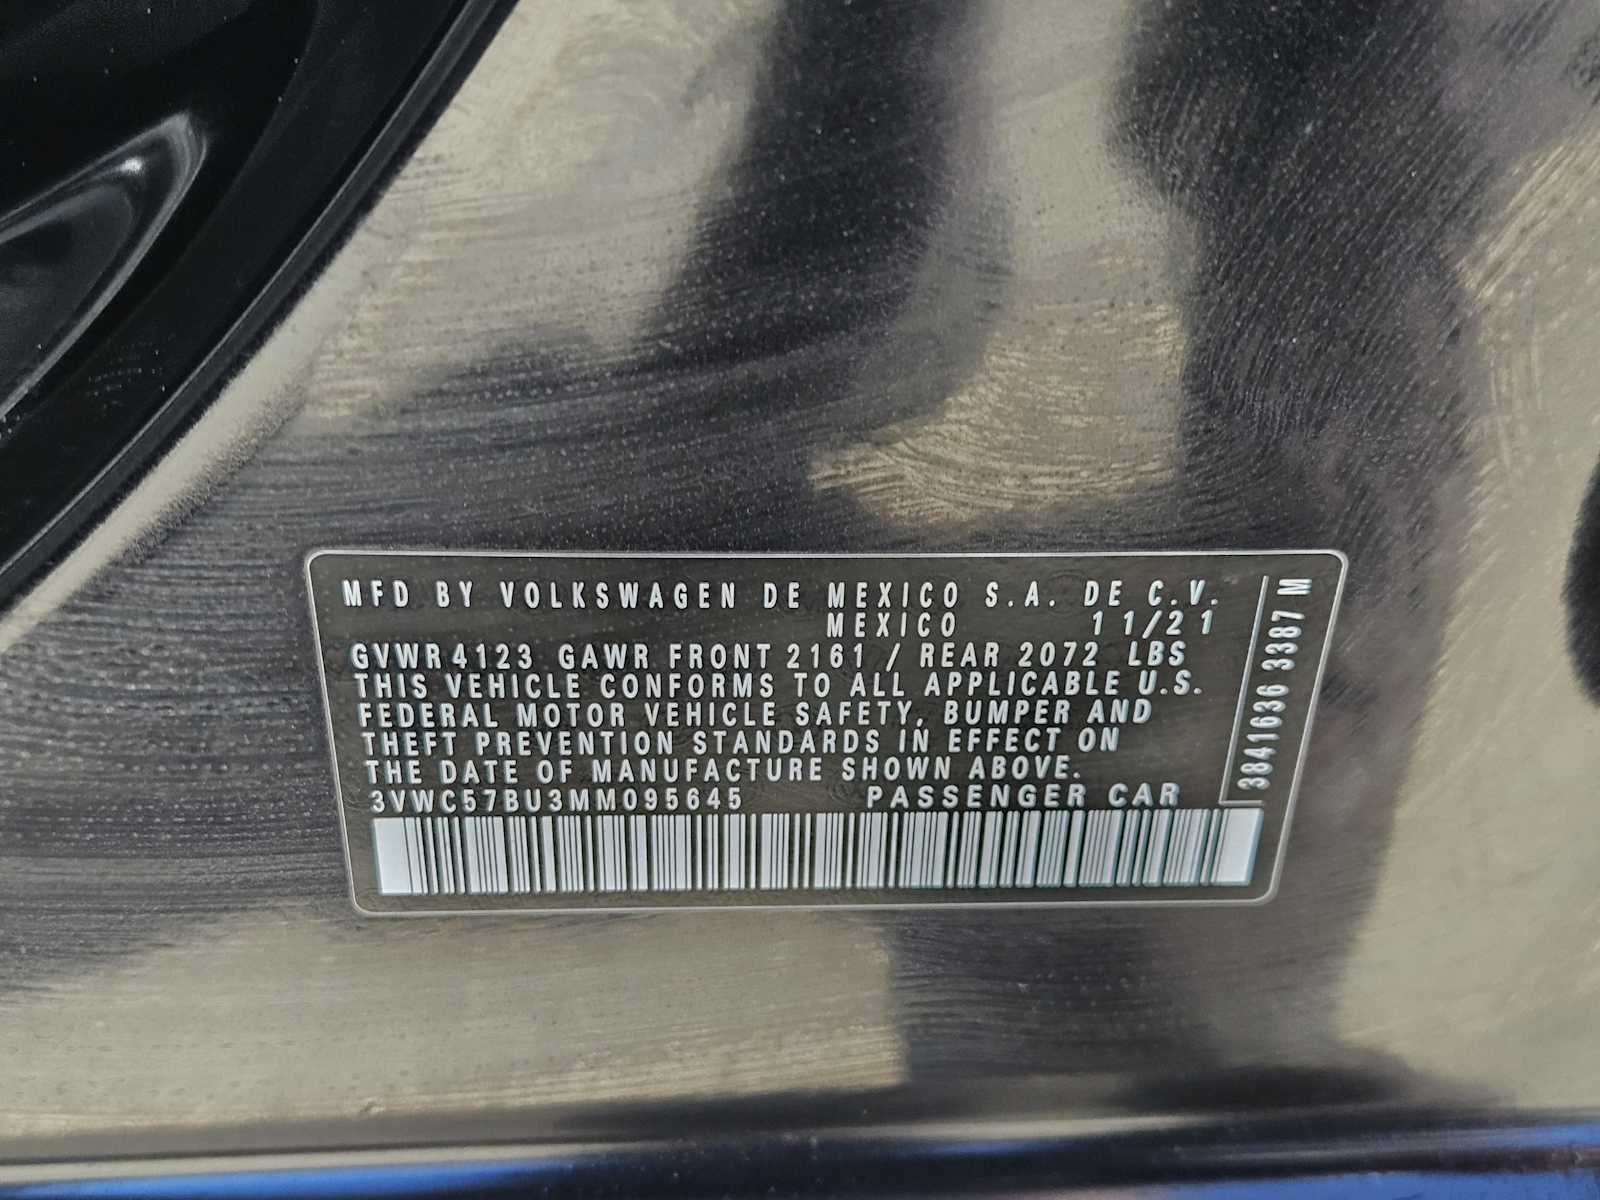 MFD BY VOLKSWAGEN DE MEXICO S.A. DE C.V.
MEXICO 11/21
GVWR 4123 GAWR FRONT 2161 / REAR 2072 LBS
THIS VEHICLE CONFORMS TO ALL APPLICABLE U.S.
FEDERAL MOTOR VEHICLE SAFETY, BUMPER AND
THEFT PREVENTION STANDARDS IN EFFECT ON
THE DATE OF MANUFACTURE SHOWN ABOVE.
3VWC57BU3MM095645 PASSENGER CAR
3841636 3387 M